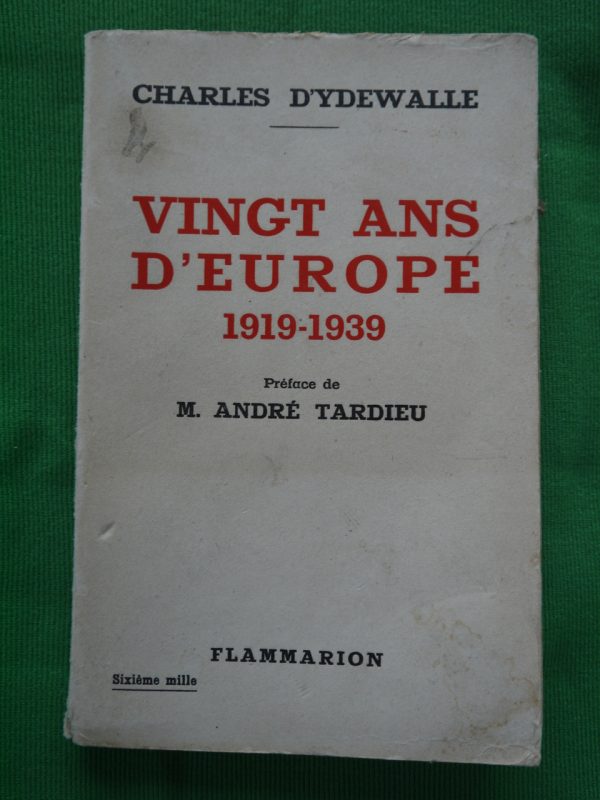 CHARLES D'YDEWALLE
VINGT ANS
D'EUROPE
1919-1939
Préface de
M. ANDRÉ TARDIEU
FLAMMARION
Sixième mille